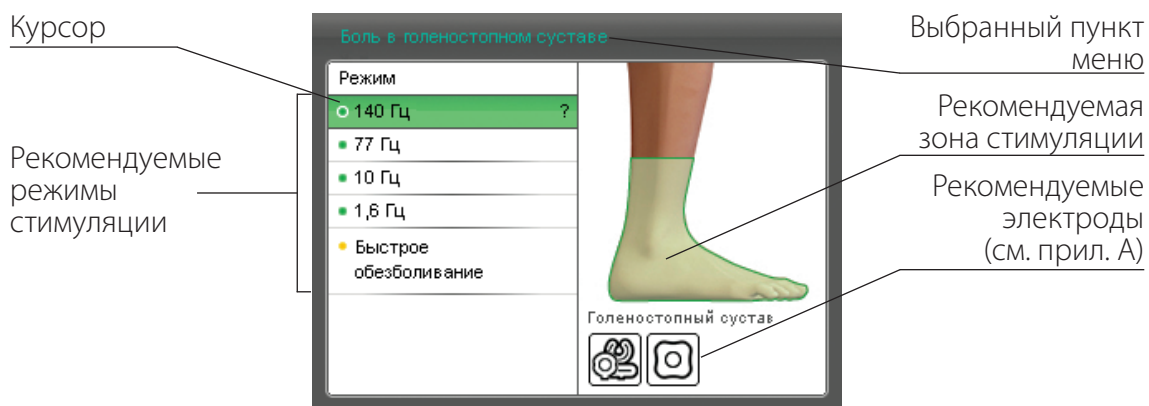 Курсор
Рекомендуемые
режимы
стимуляции
Боль в голеностопном суставе
Режим
140 Гц ?
77 Гц
10 Гц
1,6 Гц
Быстрое
обезболивание
Голеностопный сустав
Выбранный пункт
меню
Рекомендуемая
зона стимуляции
Рекомендуемые
электроды
(см. прил. А)